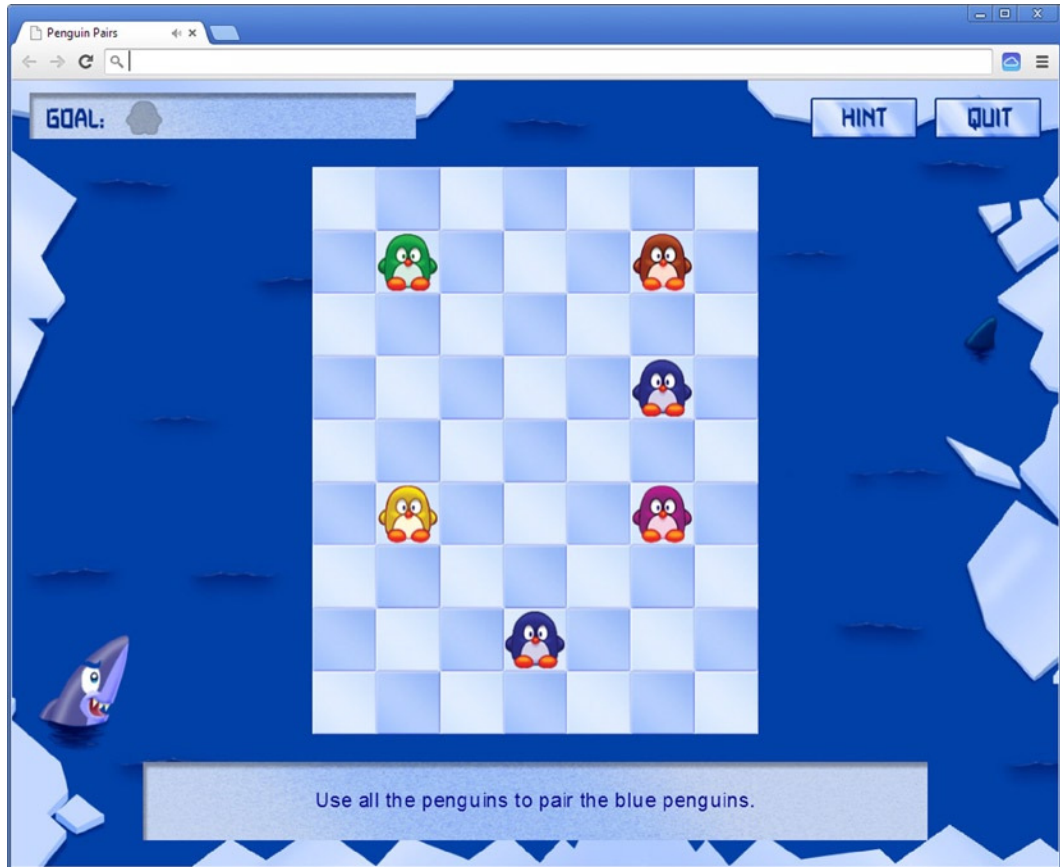 Penguin Pairs
GOAL:
HINT
QUIT
Use all the penguins to pair the blue penguins.